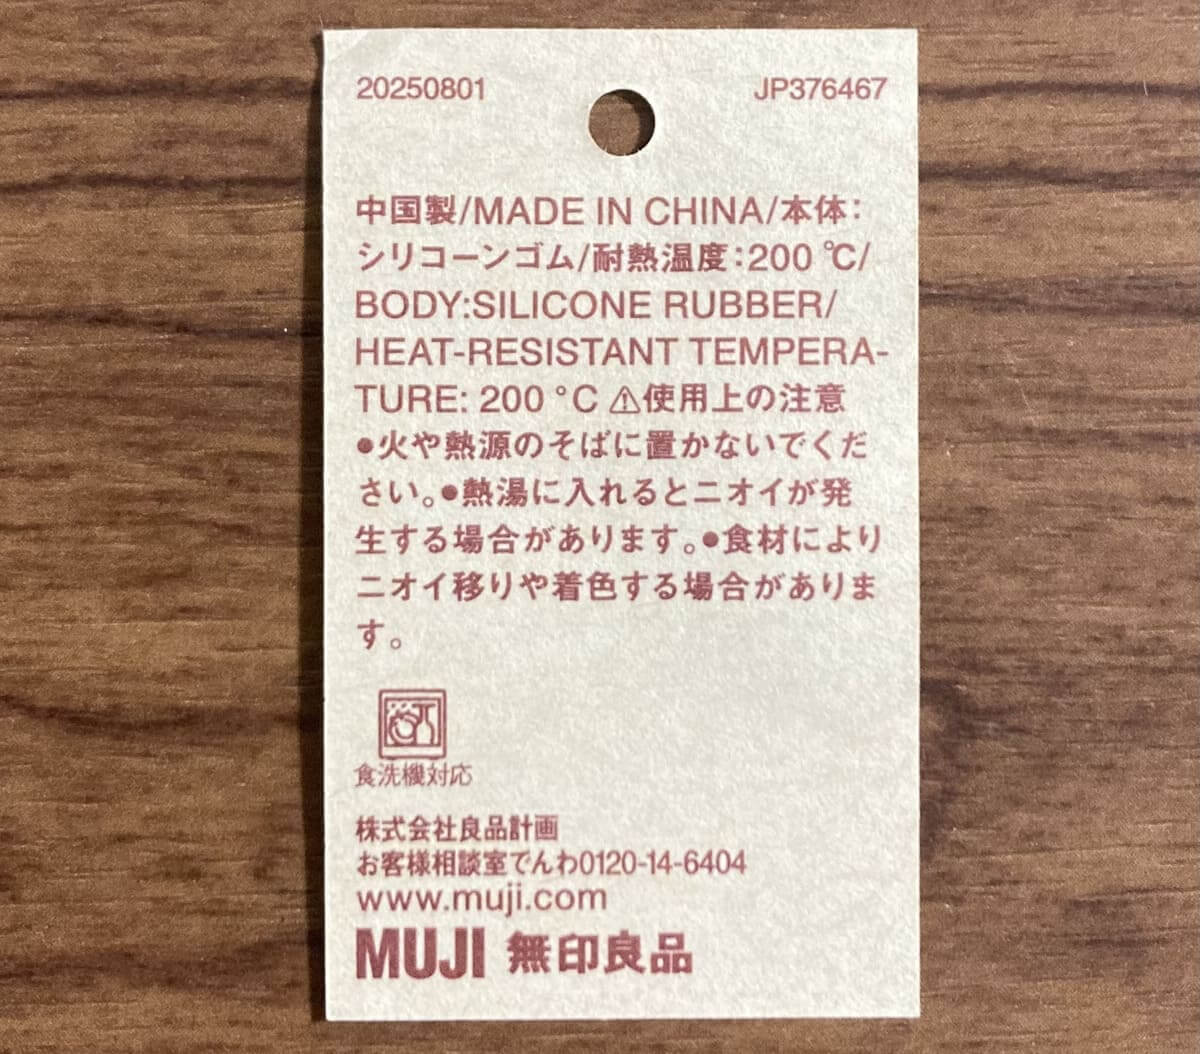 20250801 JP376467
中国製/MADE IN CHINA/本体:
シリコーンゴム/耐熱温度:200℃/
BODY:SILICONE RUBBER/
HEAT-RESISTANT TEMPERA-
TURE: 200 °C ⚠使用上の注意
●火や熱源のそばに置かないでくだ
さい。●熱湯に入れるとニオイが発
生する場合があります。●食材により
ニオイ移りや着色する場合がありま
す。
食洗機対応
株式会社良品計画
お客様相談室でんわ0120-14-6404
www.muji.com
MUJI 無印良品